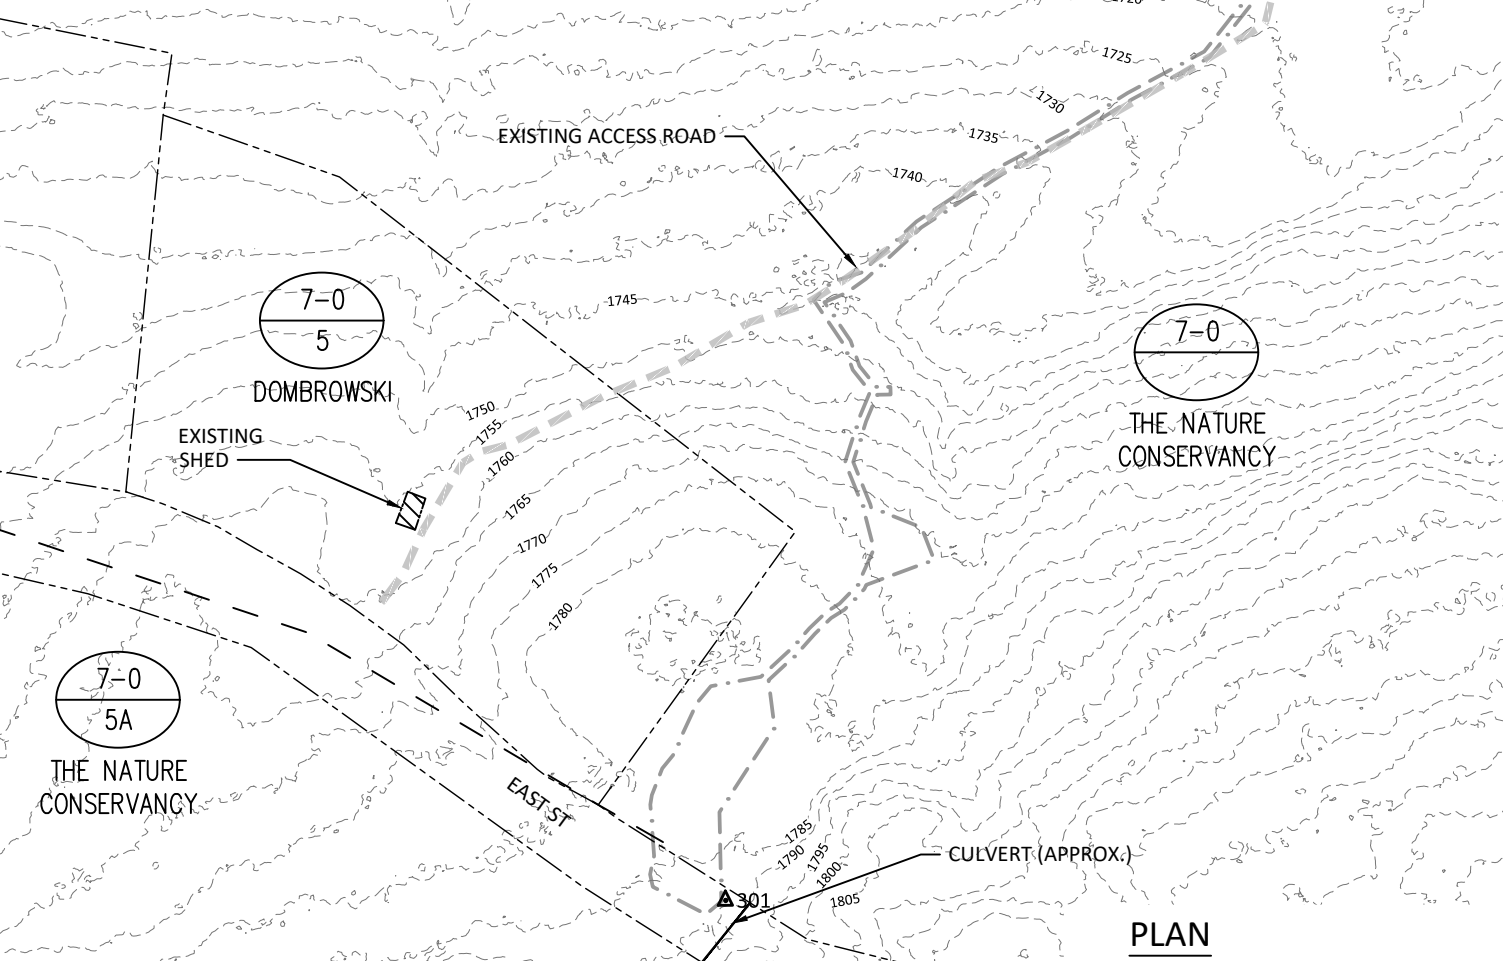 1720
1725
1730
1735
1740
EXISTING ACCESS ROAD
7-0
5
DOMBROWSKI
1745
7-0
THE NATURE
CONSERVANCY
EXISTING
SHED
1750
1755
1760
1765
1770
1775
1780
7-0
5A
THE NATURE
CONSERVANCY
EAST ST
1785
1790
1795
1800
1805
CULVERT (APPROX.)
301
PLAN